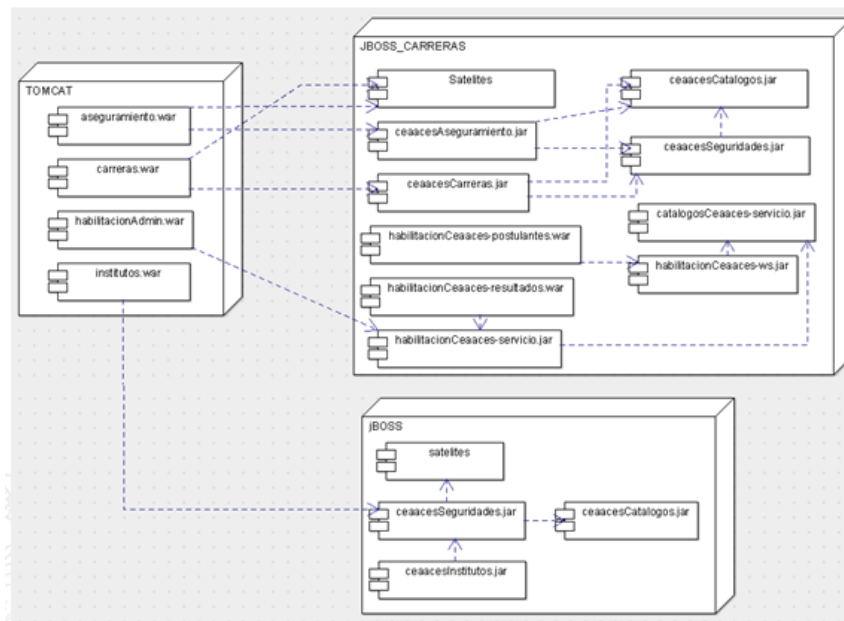 TOMCAT
aseguramiento.war
carreras.war
habilitacionAdmin.war
institutos.war
JBOSS_CARRERAS
Satelites
ceaacesCatalogos.jar
ceaacesAseguramiento.jar
ceaacesSeguridades.jar
ceaacesCarreras.jar
catalogosCeaaces-servicio.jar
habilitacionCeaaces-postulantes.war
habilitacionCeaaces-ws.jar
habilitacionCeaaces-resultados.war
habilitacionCeaaces-servicio.jar
jBOSS
satelites
ceaacesSeguridades.jar
ceaacesCatalogos.jar
ceaacesInstitutos.jar